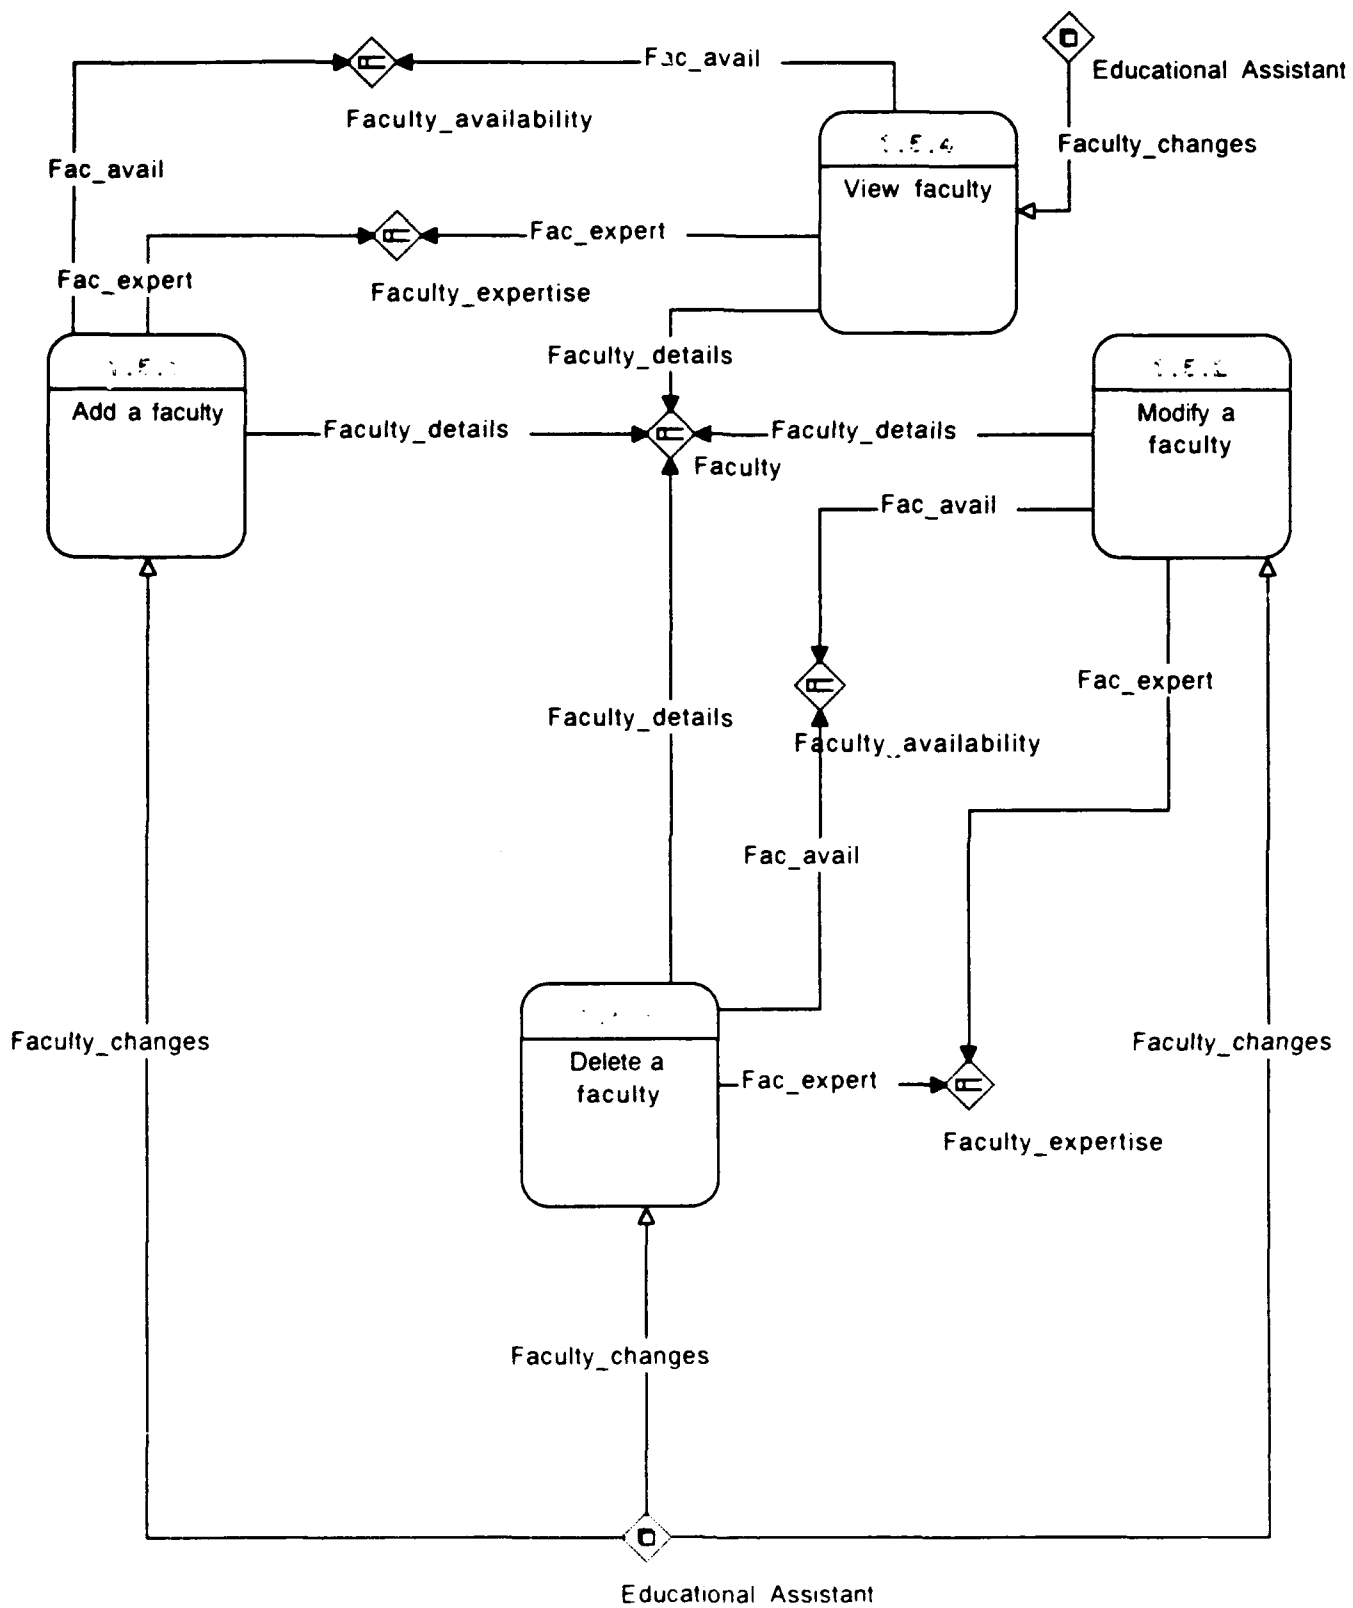 Fac_avail
Educational Assistant
Faculty_availability
Faculty_changes
Fac_avail
View faculty
Fac_expert
Fac_expert
Faculty_expertise
Faculty_details
Add a faculty
Faculty_details
Faculty_details
Modify a
faculty
Faculty
Fac_avail
Fac_expert
Faculty_details
Faculty_availability
Fac_avail
Faculty_changes
Faculty_changes
Delete a
faculty
Fac_expert
Faculty_expertise
Faculty_changes
Educational Assistant